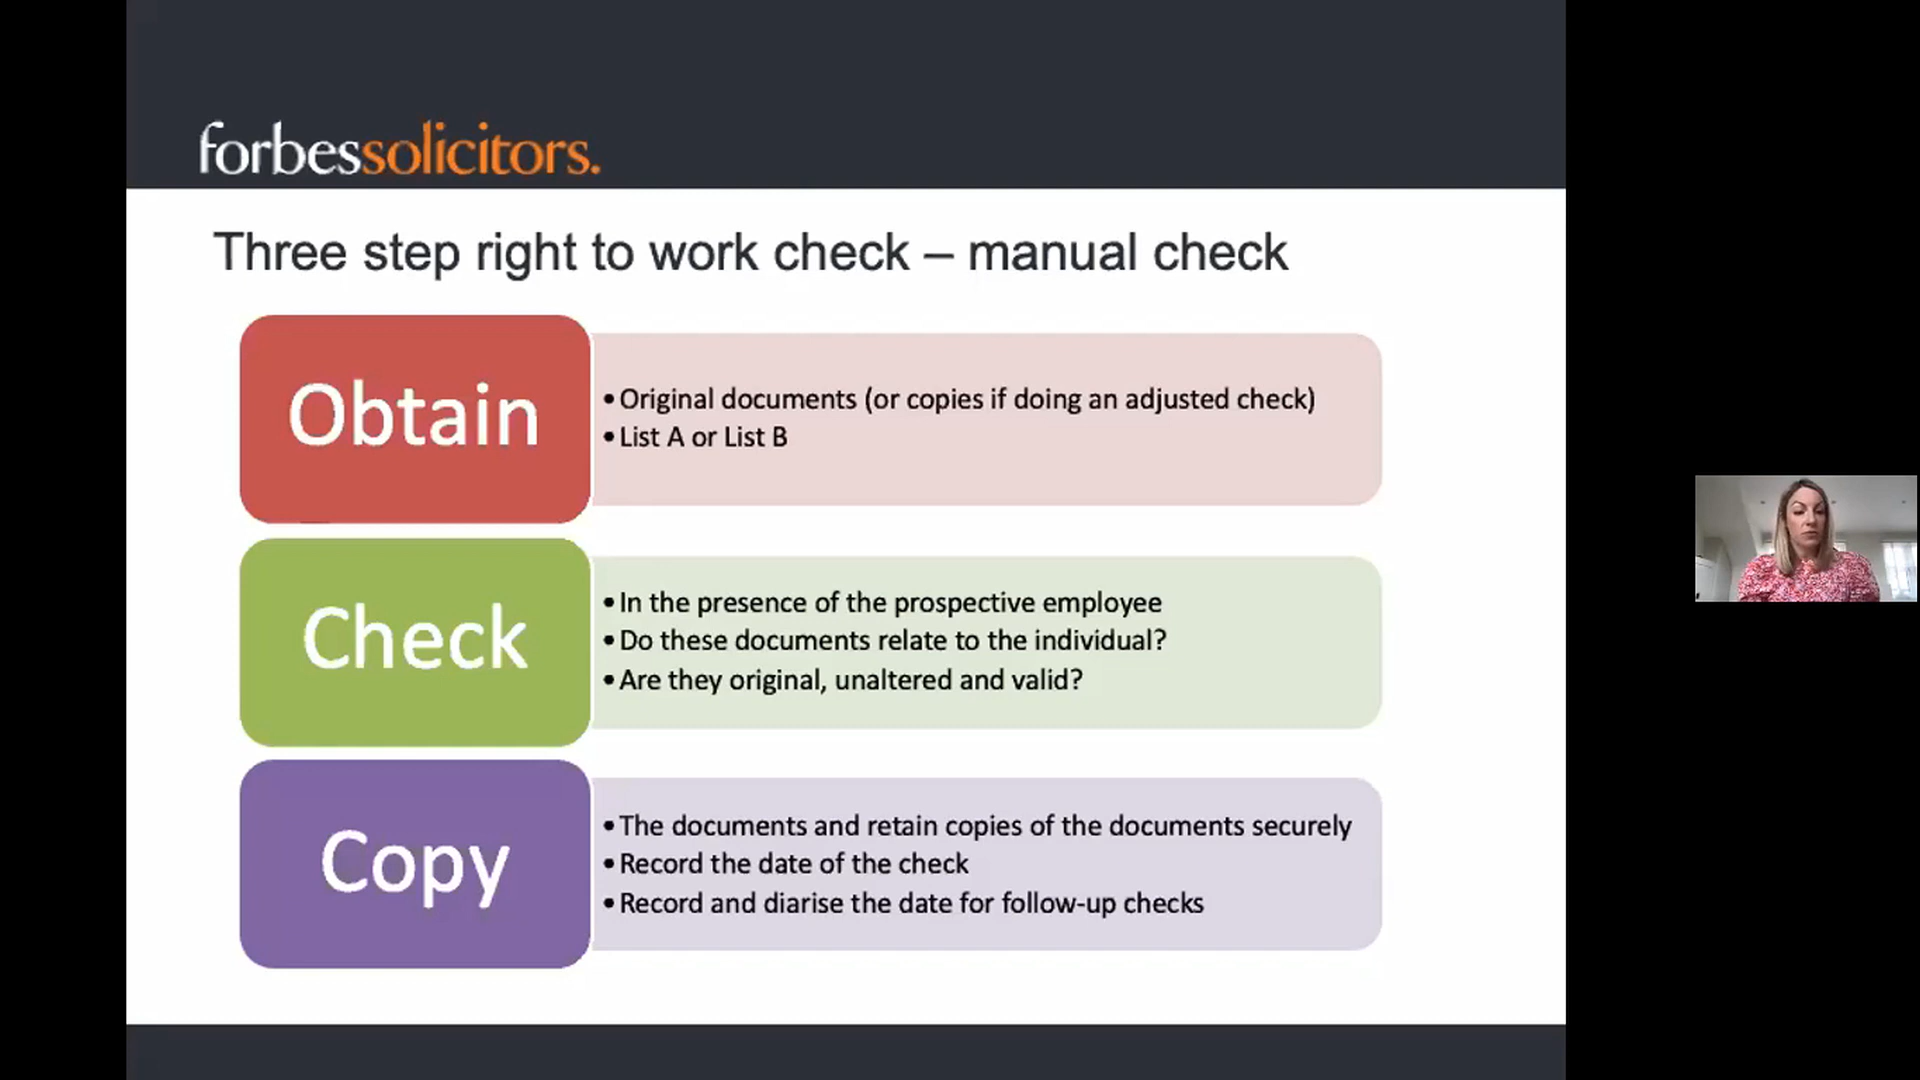 forbessolicitors.
Three step right to work check – manual check
Obtain
• Original documents (or copies if doing an adjusted check)
• List A or List B
Check
• In the presence of the prospective employee
• Do these documents relate to the individual?
• Are they original, unaltered and valid?
Copy
• The documents and retain copies of the documents securely
• Record the date of the check
• Record and diarise the date for follow-up checks